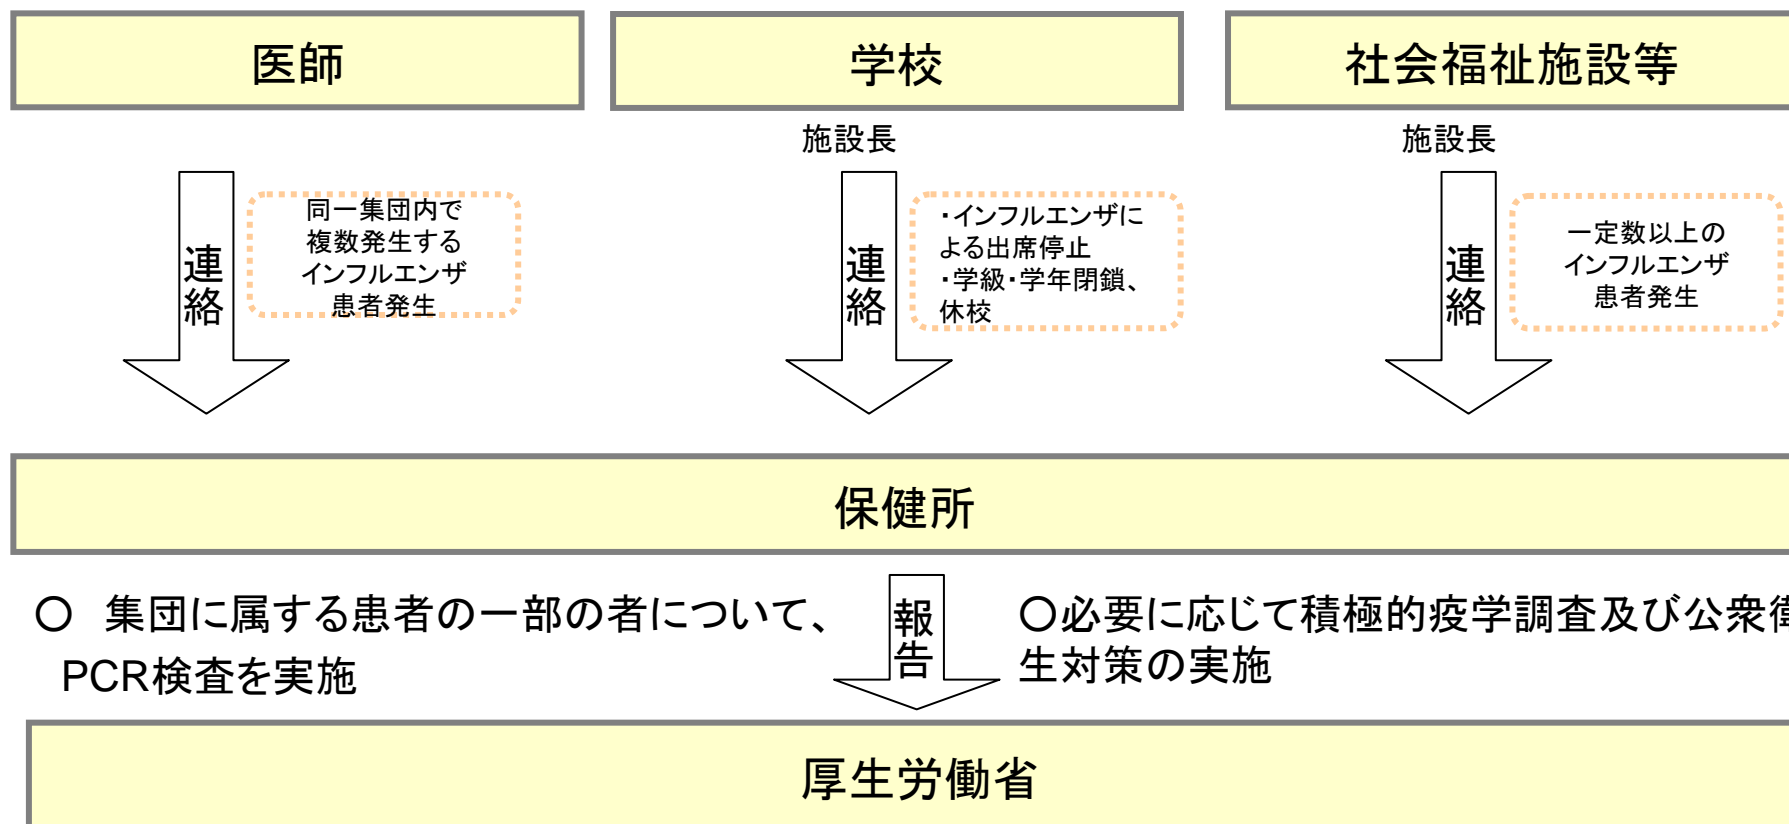 医師
学校
社会福祉施設等
施設長
施設長
連絡
同一集団内で
複数発生する
インフルエンザ
患者発生
連絡
・インフルエンザに
よる出席停止
・学級・学年閉鎖、
休校
連絡
一定数以上の
インフルエンザ
患者発生
保健所
○ 集団に属する患者の一部の者について、
PCR検査を実施
報告
○必要に応じて積極的疫学調査及び公衆衛
生対策の実施
厚生労働省